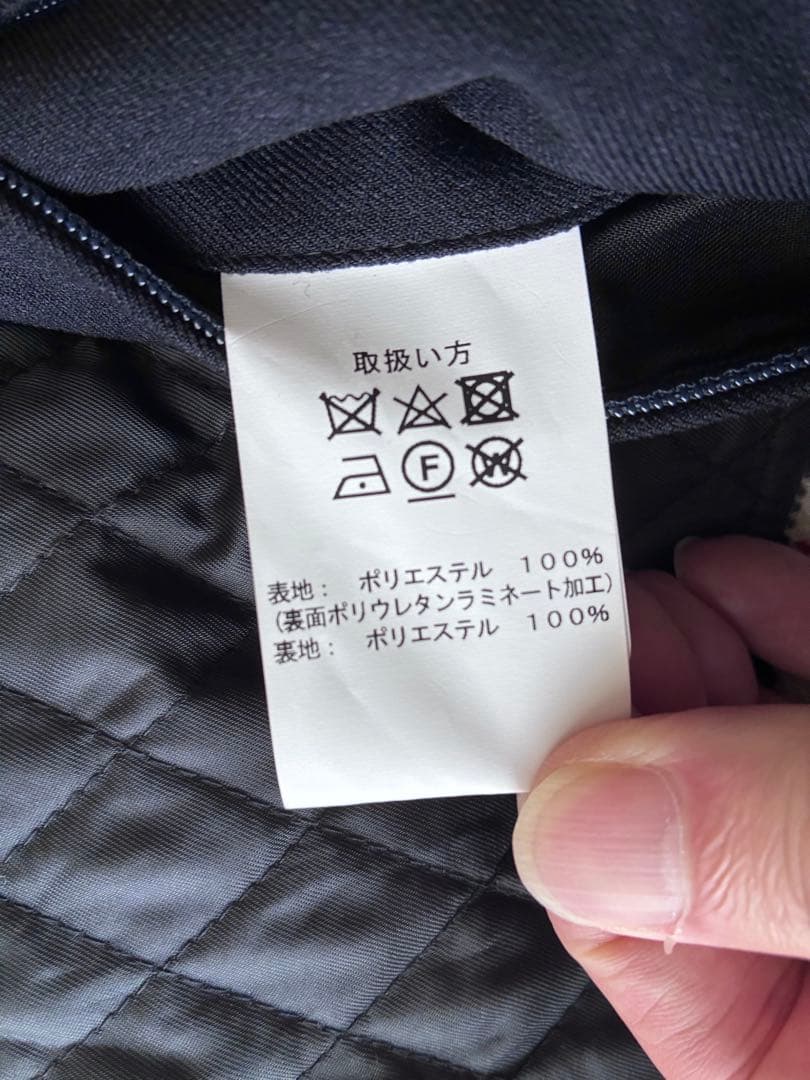 取扱い方
F W
表地： ポリエステル １００％
（裏面ポリウレタンラミネート加工）
裏地： ポリエステル １００％